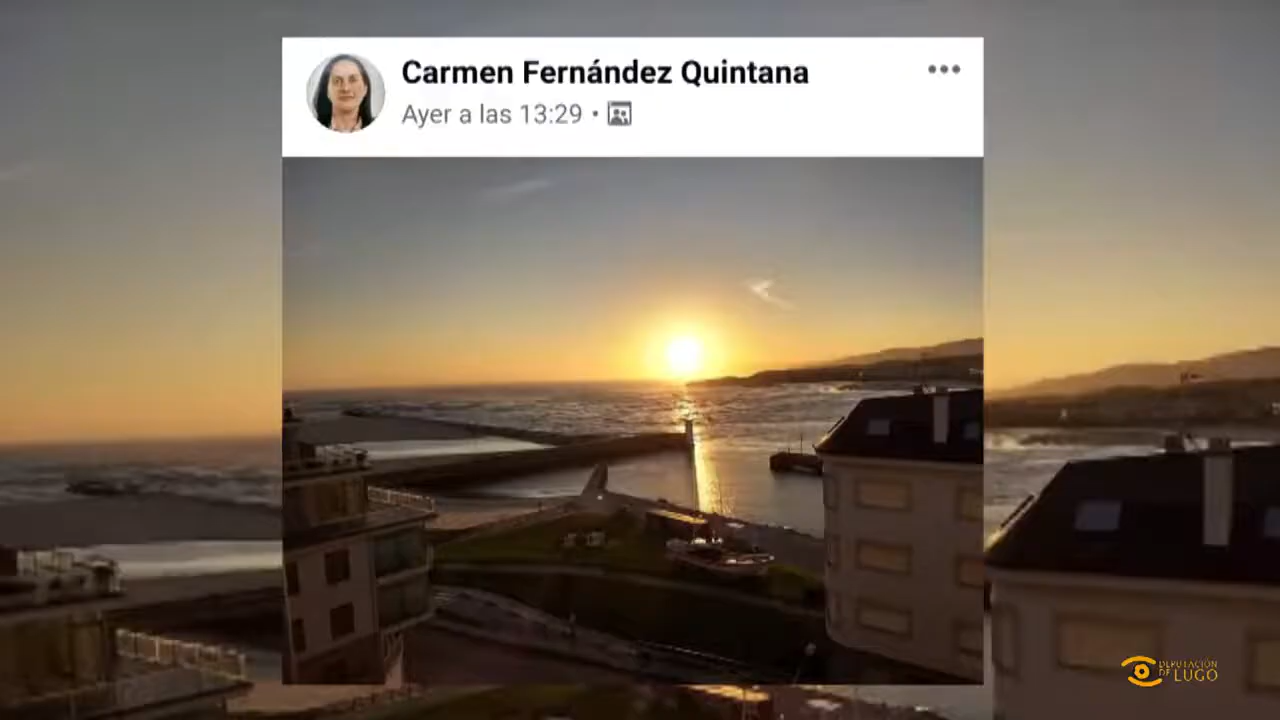 Carmen Fernández Quintana
Ayer a las 13:29 •
DEPUTACIÓN
DE LUGO